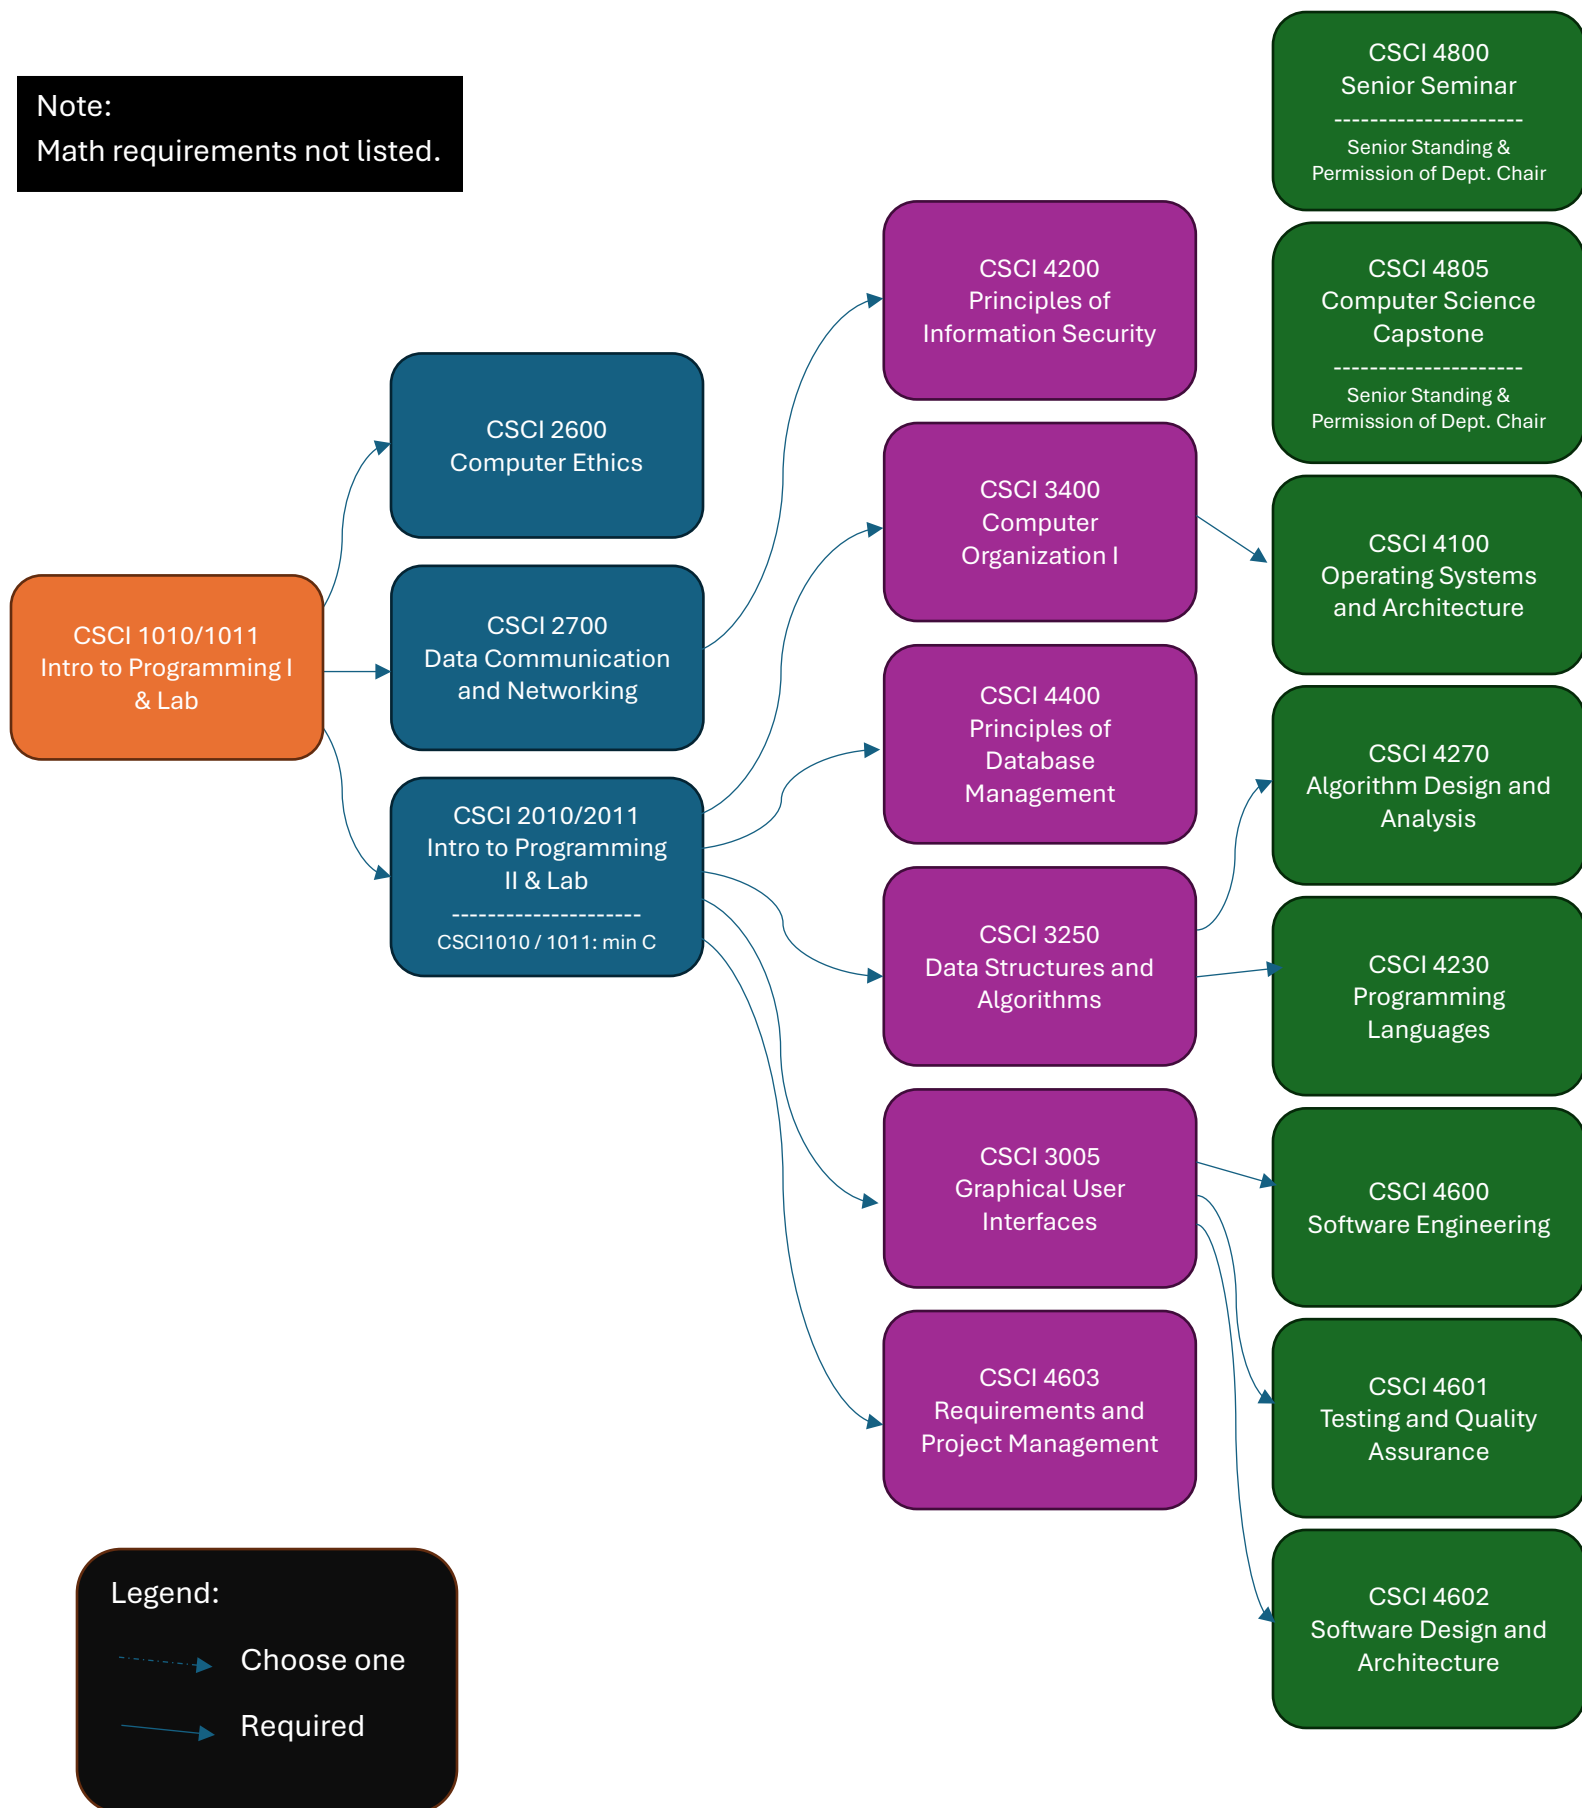 Note:
Math requirements not listed.
CSCI 1010/1011
Intro to Programming I
& Lab
CSCI 2600
Computer Ethics
CSCI 2700
Data Communication
and Networking
CSCI 2010/2011
Intro to Programming
II & Lab
---------------------
CSCI1010 / 1011: min C
CSCI 4200
Principles of
Information Security
CSCI 3400
Computer
Organization I
CSCI 4400
Principles of
Database
Management
CSCI 3250
Data Structures and
Algorithms
CSCI 3005
Graphical User
Interfaces
CSCI 4603
Requirements and
Project Management
CSCI 4800
Senior Seminar
---------------------
Senior Standing &
Permission of Dept. Chair
CSCI 4805
Computer Science
Capstone
---------------------
Senior Standing &
Permission of Dept. Chair
CSCI 4100
Operating Systems
and Architecture
CSCI 4270
Algorithm Design and
Analysis
CSCI 4230
Programming
Languages
CSCI 4600
Software Engineering
CSCI 4601
Testing and Quality
Assurance
CSCI 4602
Software Design and
Architecture
Legend:
Choose one
Required